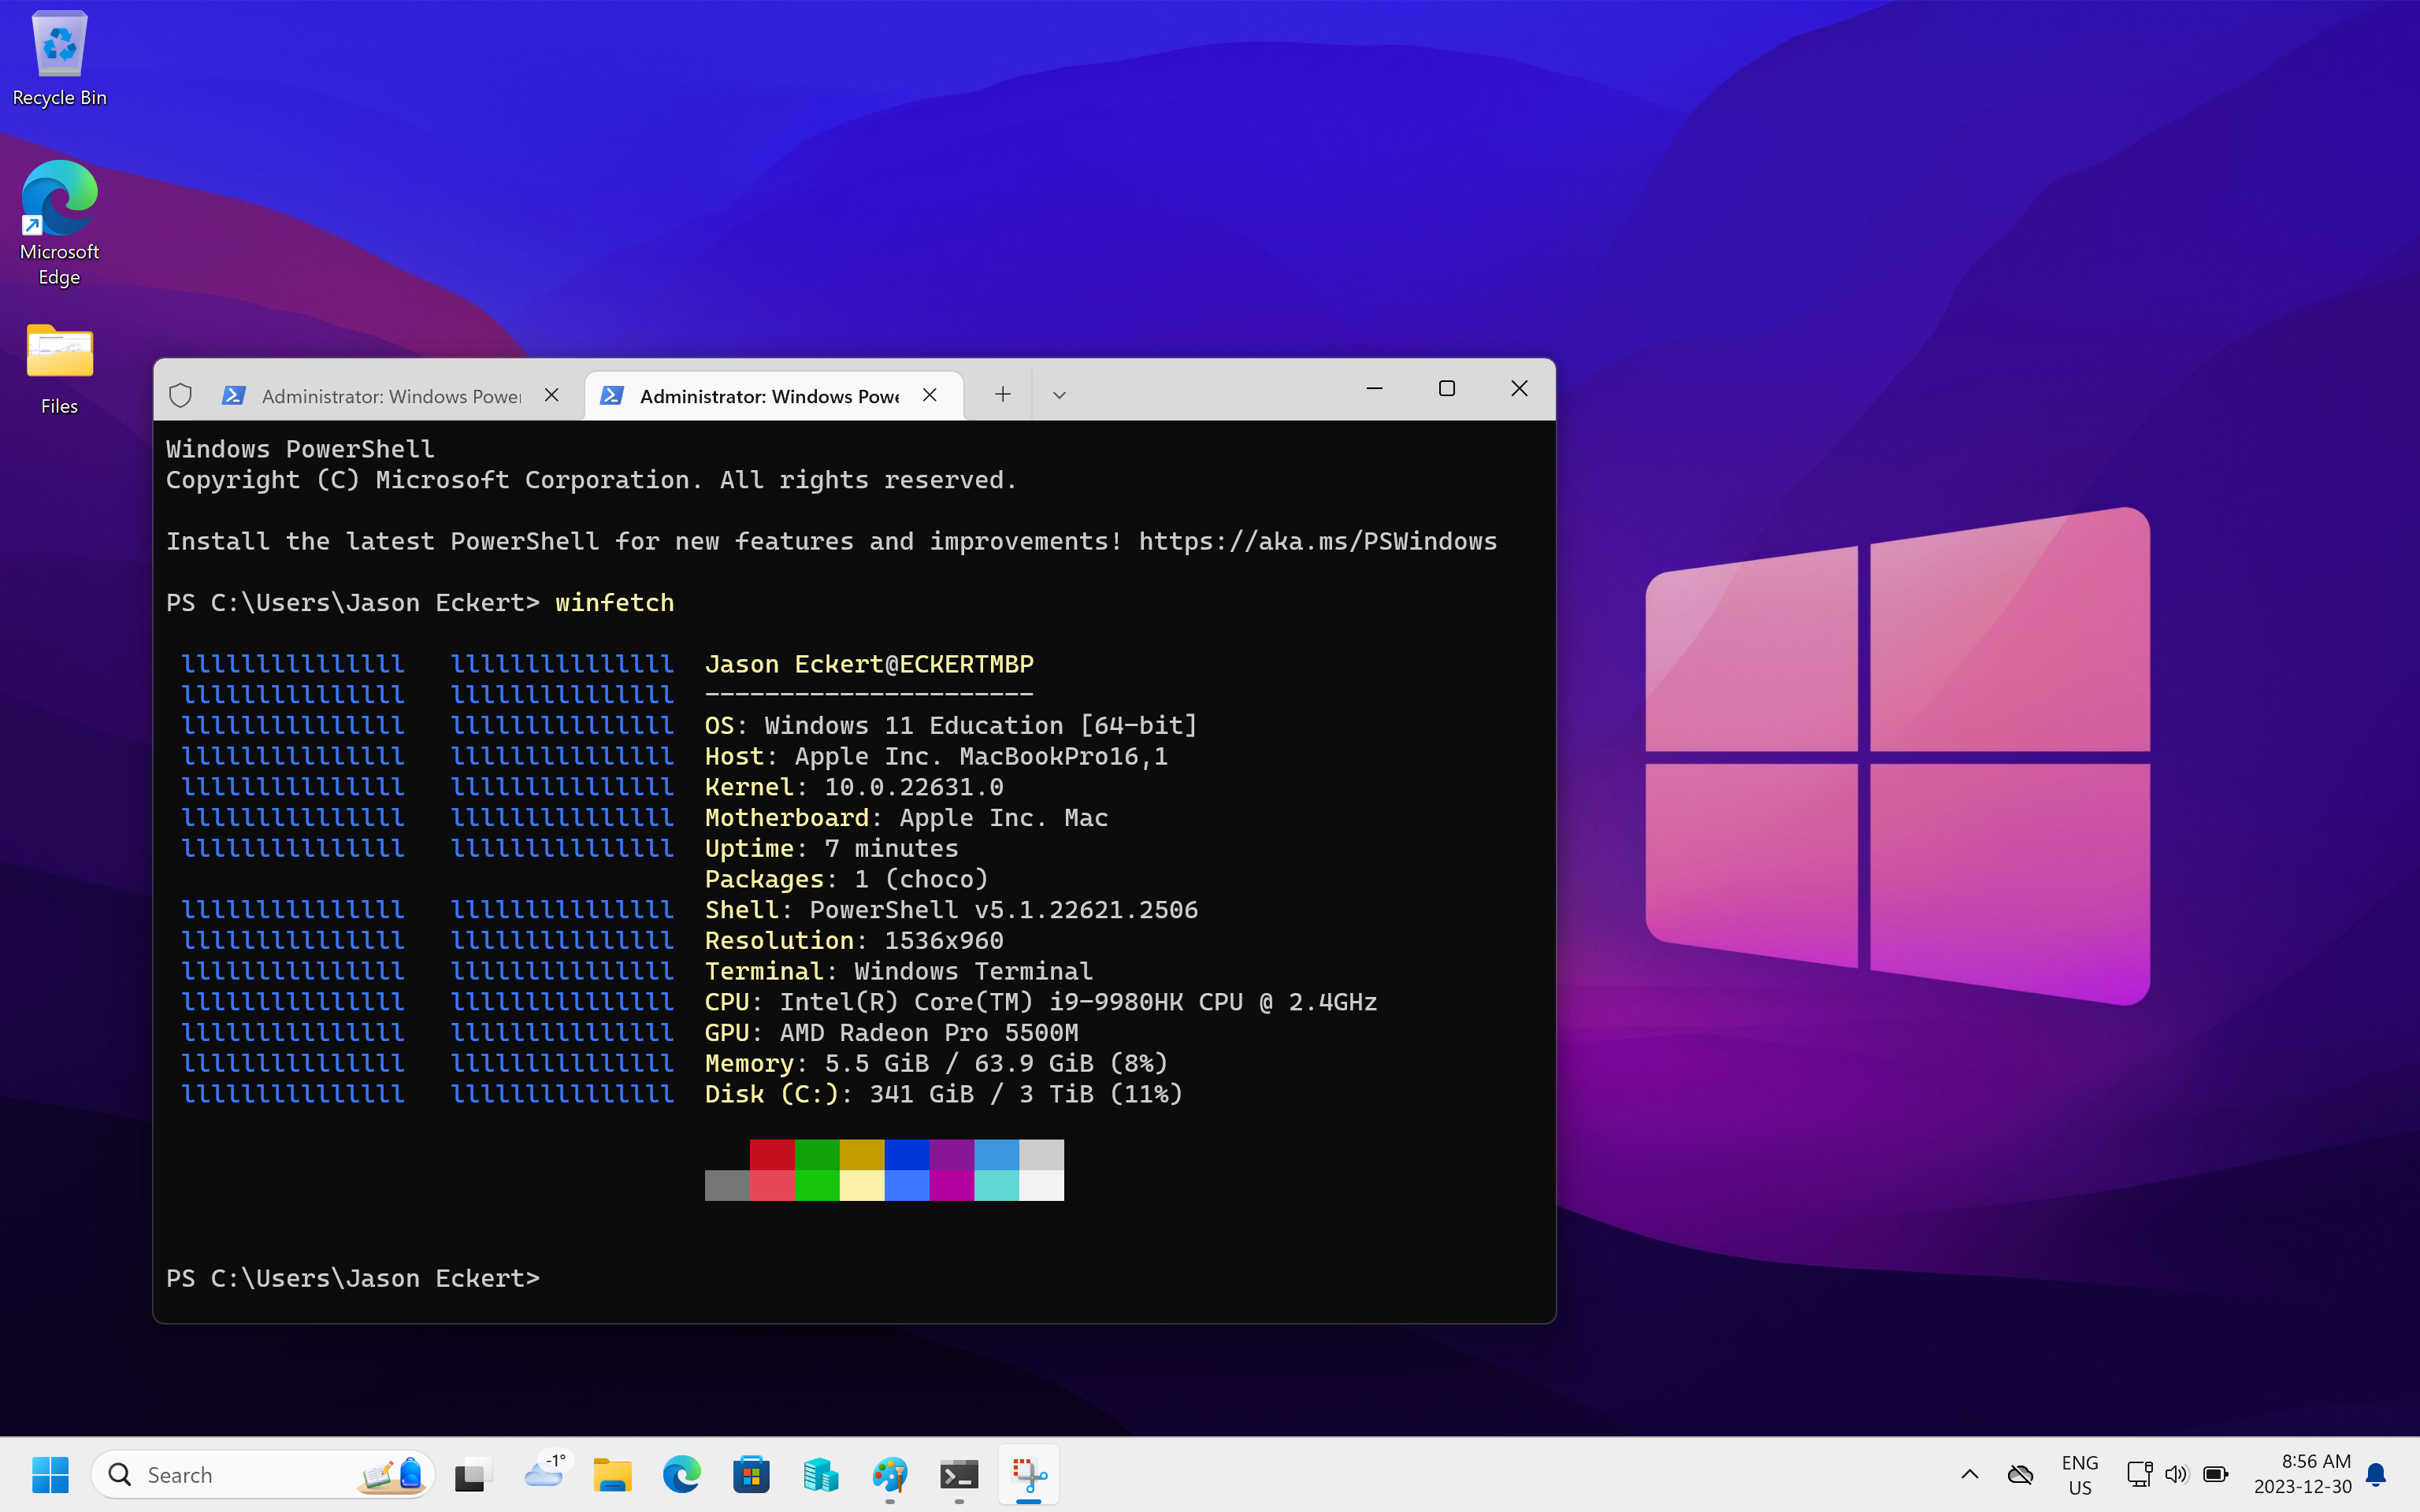 Recycle Bin
Microsoft
Edge
Files
Administrator: Windows Power
Administrator: Windows Powe
Windows PowerShell
Copyright (C) Microsoft Corporation. All rights reserved.
Install the latest PowerShell for new features and improvements! https://aka.ms/PSWindows
PS C:\Users\Jason Eckert> winfetch
lllllllllllllll   lllllllllllllll  Jason Eckert@ECKERTMBP
lllllllllllllll   lllllllllllllll  ----------------------
lllllllllllllll   lllllllllllllll  OS: Windows 11 Education [64-bit]
lllllllllllllll   lllllllllllllll  Host: Apple Inc. MacBookPro16,1
lllllllllllllll   lllllllllllllll  Kernel: 10.0.22631.0
lllllllllllllll   lllllllllllllll  Motherboard: Apple Inc. Mac
lllllllllllllll   lllllllllllllll  Uptime: 7 minutes
Packages: 1 (choco)
lllllllllllllll   lllllllllllllll  Shell: PowerShell v5.1.22621.2506
lllllllllllllll   lllllllllllllll  Resolution: 1536x960
lllllllllllllll   lllllllllllllll  Terminal: Windows Terminal
lllllllllllllll   lllllllllllllll  CPU: Intel(R) Core(TM) i9-9980HK CPU @ 2.4GHz
lllllllllllllll   lllllllllllllll  GPU: AMD Radeon Pro 5500M
lllllllllllllll   lllllllllllllll  Memory: 5.5 GiB / 63.9 GiB (8%)
lllllllllllllll   lllllllllllllll  Disk (C:): 341 GiB / 3 TiB (11%)
PS C:\Users\Jason Eckert>
Search
-1°
ENG
US
8:56 AM
2023-12-30